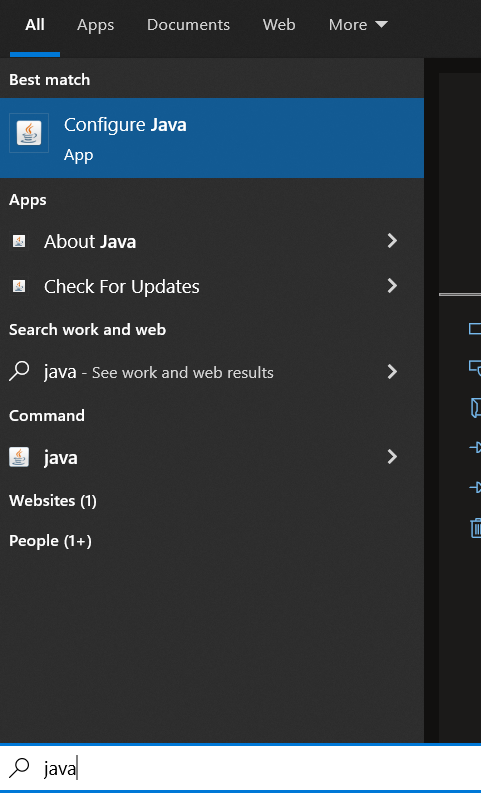 All Apps Documents Web More
Best match
Configure Java
App
Apps
About Java
Check For Updates
Search work and web
java - See work and web results
Command
java
Websites (1)
People (1+)
java